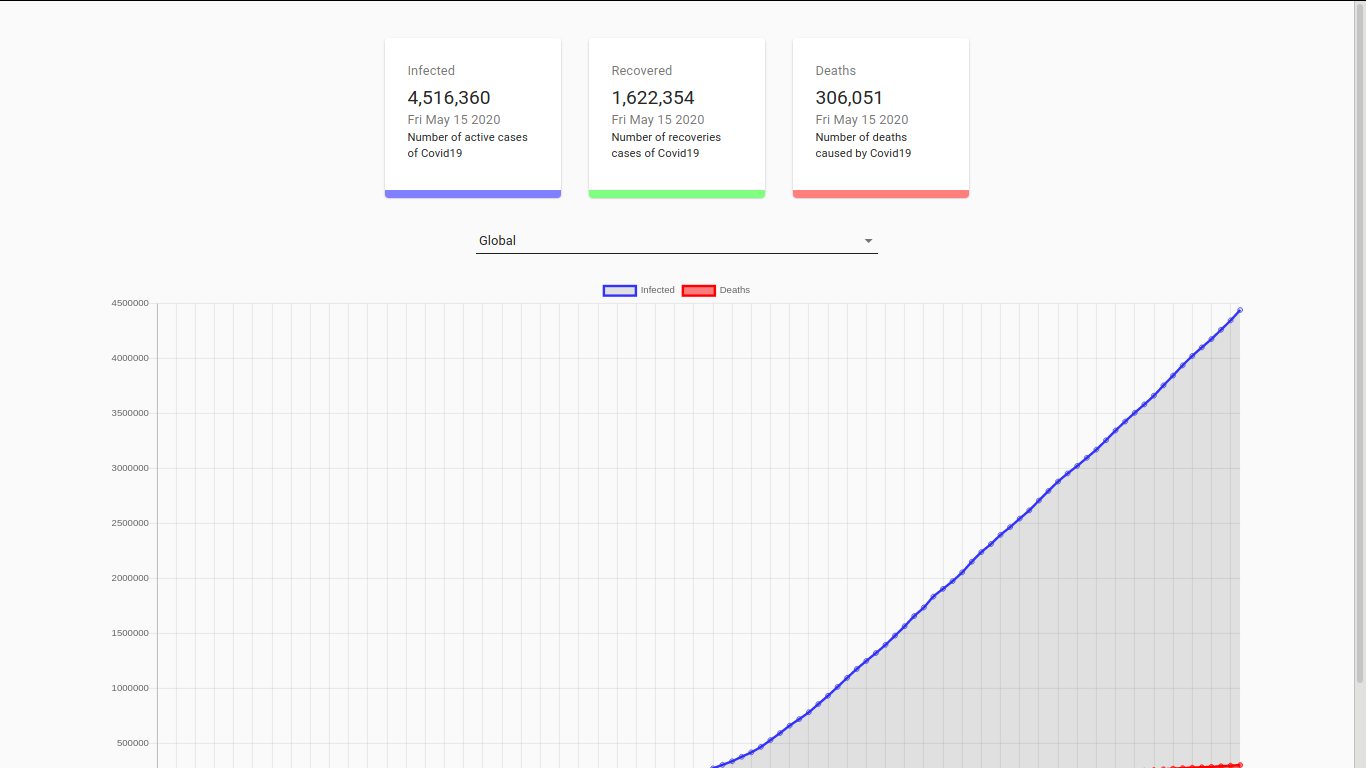 Infected
4,516,360
Fri May 15 2020
Number of active cases
of Covid19
Recovered
1,622,354
Fri May 15 2020
Number of recoveries
cases of Covid19
Deaths
306,051
Fri May 15 2020
Number of deaths
caused by Covid19
Global
Infected
Deaths
4500000
4000000
3500000
3000000
2500000
2000000
1500000
1000000
500000